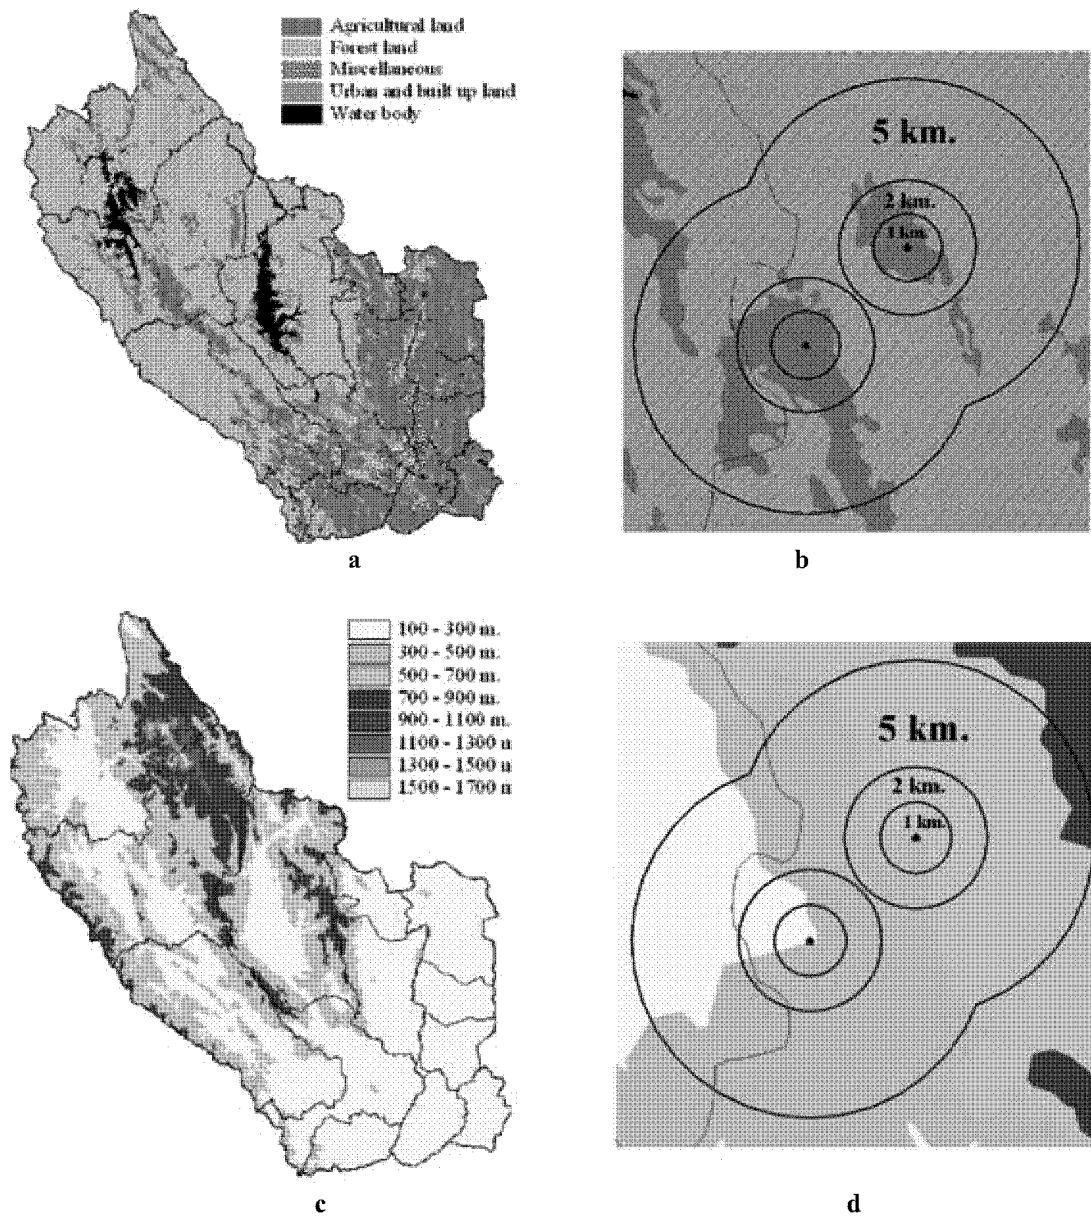 Agricultural land
Forest land
Miscellaneous
Urban and built up land
Water body
5 km.
2 km.
1 km.
a
b
100 - 300 m.
300 - 500 m.
500 - 700 m.
700 - 900 m.
900 - 1100 m.
1100 - 1300 n
1300 - 1500 n
1500 - 1700 n
5 km.
2 km.
1 km.
c
d